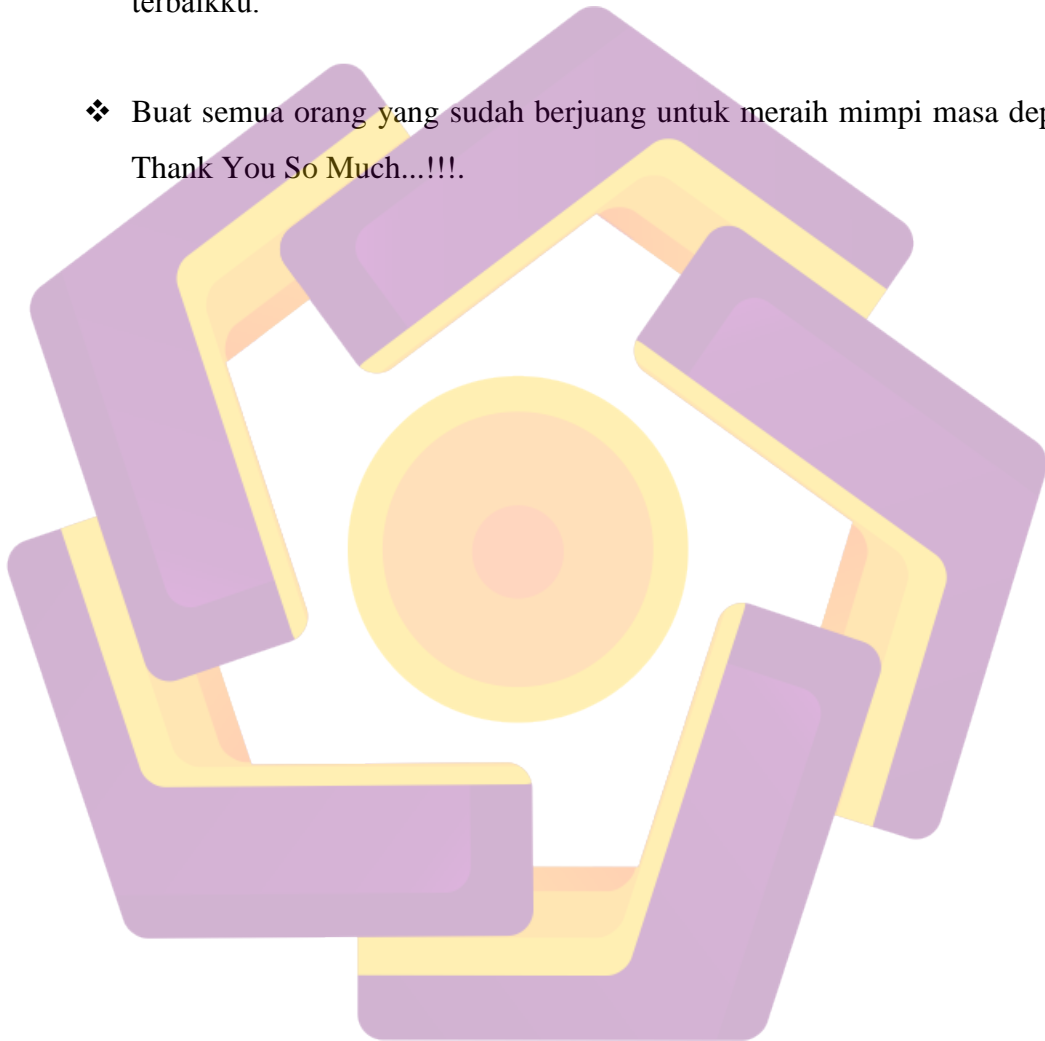 terbaikku.
❖ Buat semua orang yang sudah berjuang untuk meraih mimpi masa dep
Thank You So Much...!!!.